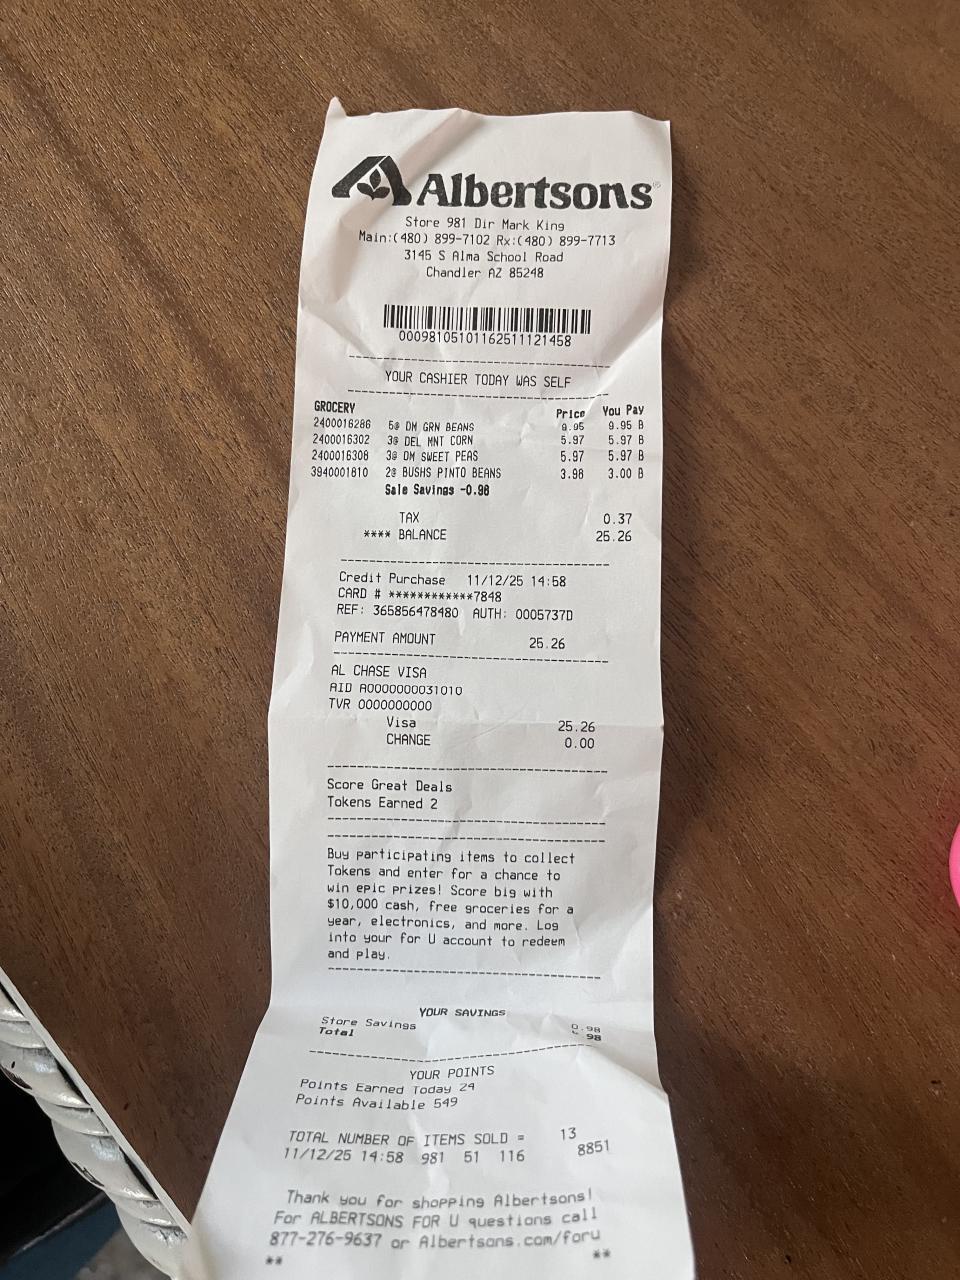 Albertsons®
Store 981 Dir Mark King
Main:(480) 899-7102 Rx:(480) 899-7713
3145 S Alma School Road
Chandler AZ 85248
00098105101162511121458
YOUR CASHIER TODAY WAS SELF
GROCERY Price You Pay
2400016286 5@ DM GRN BEANS 9.95 9.95 B
2400016302 3@ DEL MNT CORN 5.97 5.97 B
2400016308 3@ DM SWEET PEAS 5.97 5.97 B
3940001810 2@ BUSHS PINTO BEANS 3.98 3.00 B
Sale Savings -0.98
TAX 0.37
**** BALANCE 25.26
Credit Purchase 11/12/25 14:58
CARD # ************7848
REF: 365856478480 AUTH: 0005737D
PAYMENT AMOUNT 25.26
AL CHASE VISA
AID A0000000031010
TVR 0000000000
Visa 25.26
CHANGE 0.00
Score Great Deals
Tokens Earned 2
Buy participating items to collect
Tokens and enter for a chance to
win epic prizes! Score big with
$10,000 cash, free groceries for a
year, electronics, and more. Log
into your for U account to redeem
and play.
YOUR SAVINGS
Store Savings 0.98
Total
YOUR POINTS
Points Earned Today 24
Points Available 549
TOTAL NUMBER OF ITEMS SOLD = 13
11/12/25 14:58 981 51 116 8851
Thank you for shopping Albertsons!
For ALBERTSONS FOR U questions call
877-276-9637 or Albertsons.com/foru
** **